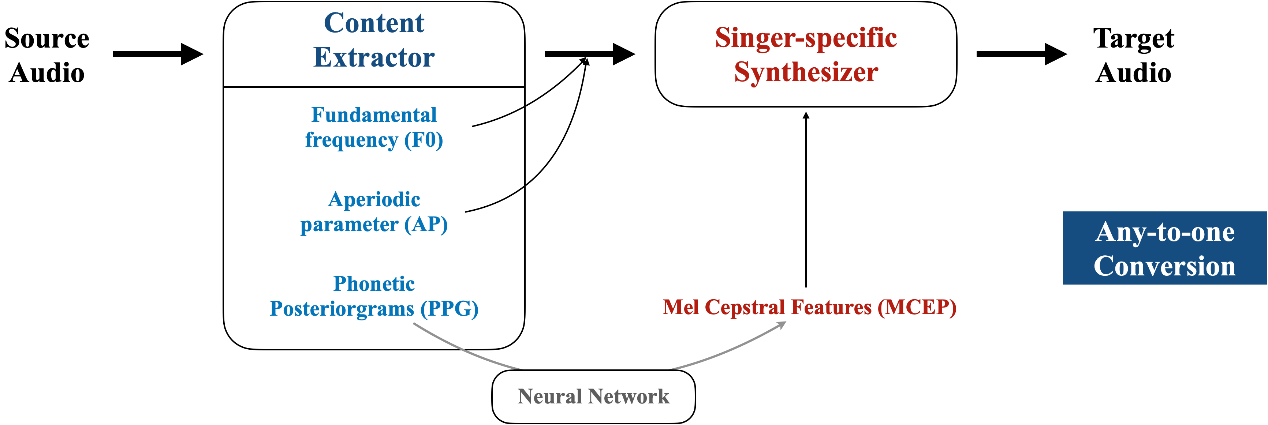 Source
Audio
Content
Extractor
Fundamental
frequency (F0)
Aperiodic
parameter (AP)
Phonetic
Posteriorgrams (PPG)
Neural Network
Singer-specific
Synthesizer
Mel Cepstral Features (MCEP)
Target
Audio
Any-to-one
Conversion